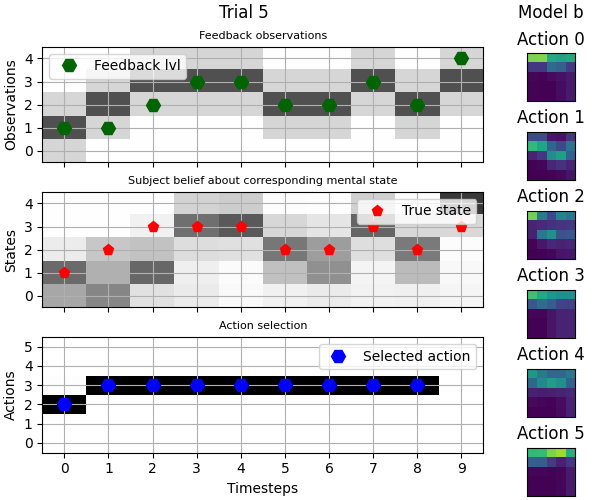 Trial 5
Model b
Feedback observations
Observations
4
3
2
1
0
Feedback lvl
Subject belief about corresponding mental state
States
4
3
2
1
0
True state
Action selection
Actions
5
4
3
2
1
0
Selected action
0 1 2 3 4 5 6 7 8 9
Timesteps
Action 0
Action 1
Action 2
Action 3
Action 4
Action 5